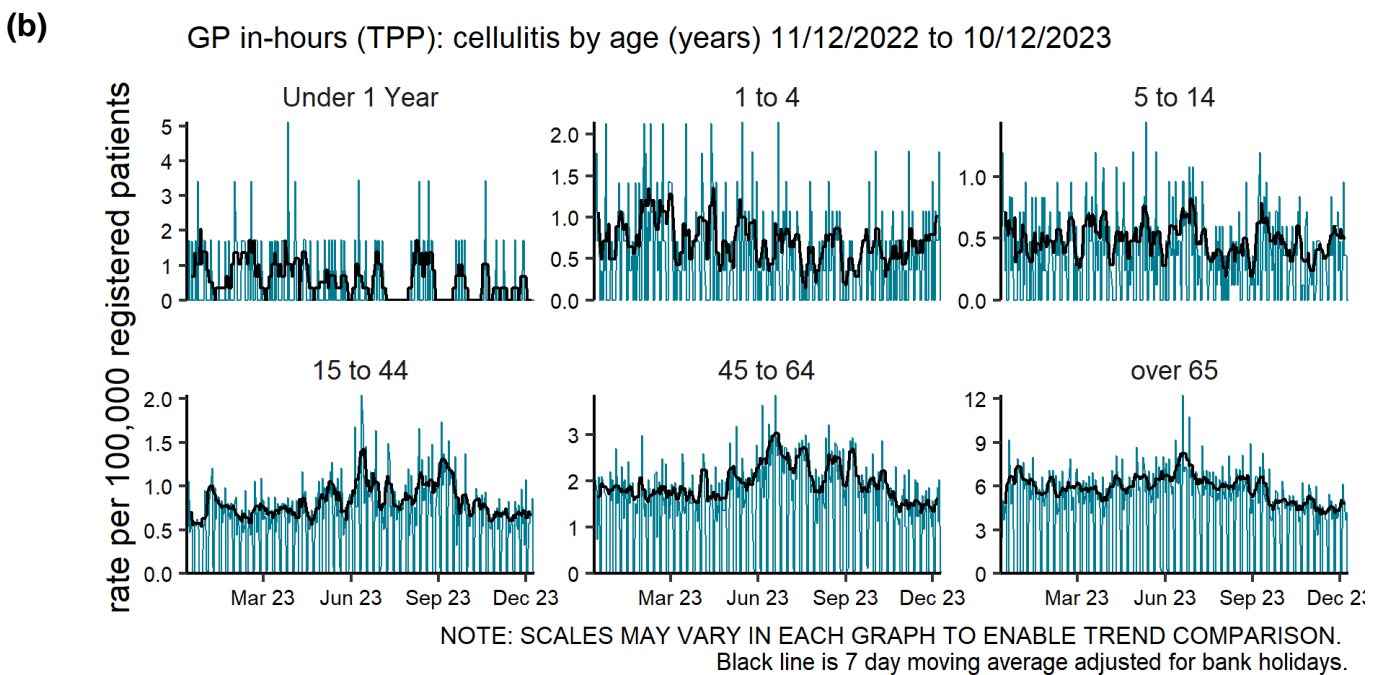 (b)
GP in-hours (TPP): cellulitis by age (years) 11/12/2022 to 10/12/2023
rate per 100,000 registered patients
Under 1 Year
5
4
3
2
1
0
1 to 4
2.0
1.5
1.0
0.5
0.0
5 to 14
1.0
0.5
0.0
15 to 44
2.0
1.5
1.0
0.5
0.0
Mar 23 Jun 23 Sep 23 Dec 23
45 to 64
3
2
1
0
Mar 23 Jun 23 Sep 23 Dec 23
over 65
12
9
6
3
0
Mar 23 Jun 23 Sep 23 Dec 2
NOTE: SCALES MAY VARY IN EACH GRAPH TO ENABLE TREND COMPARISON.
Black line is 7 day moving average adjusted for bank holidays.